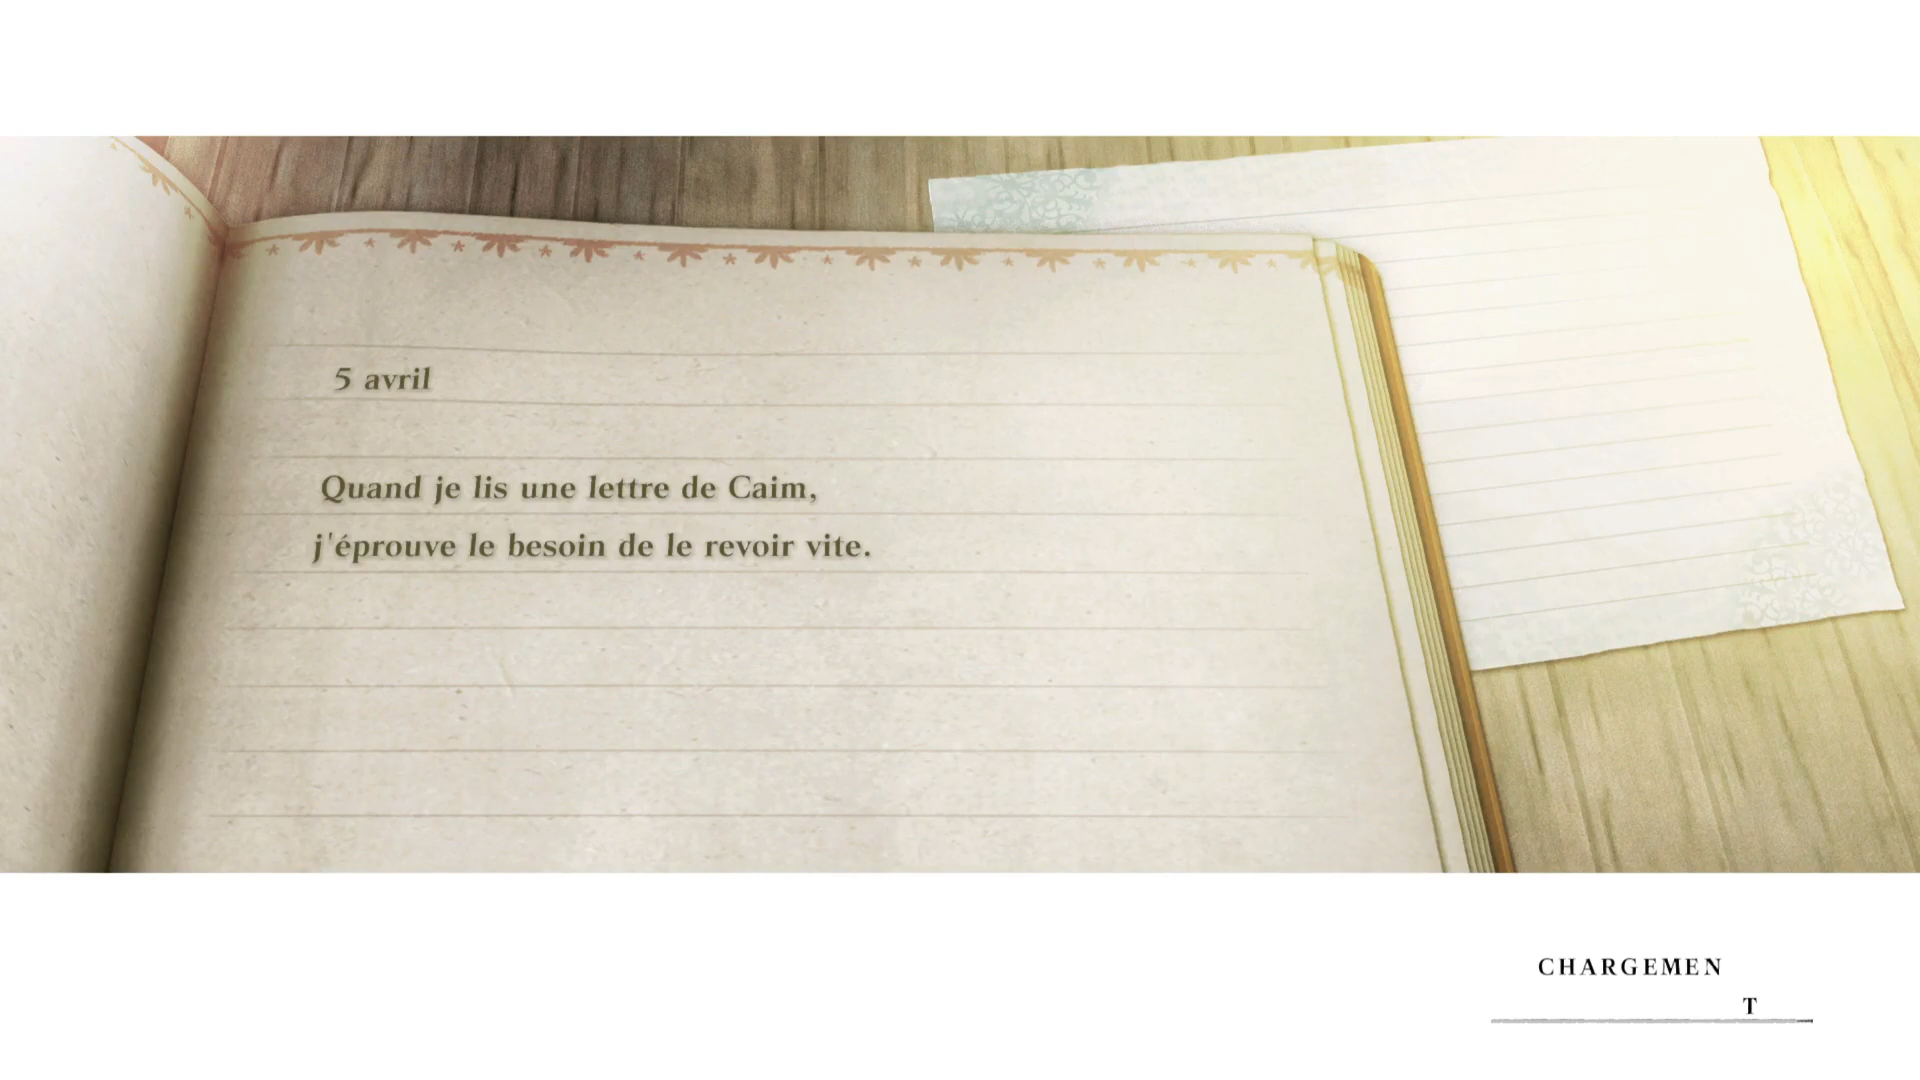 5 avril
Quand je lis une lettre de Caim,
j'éprouve le besoin de le revoir vite.
CHARGEMEN
T